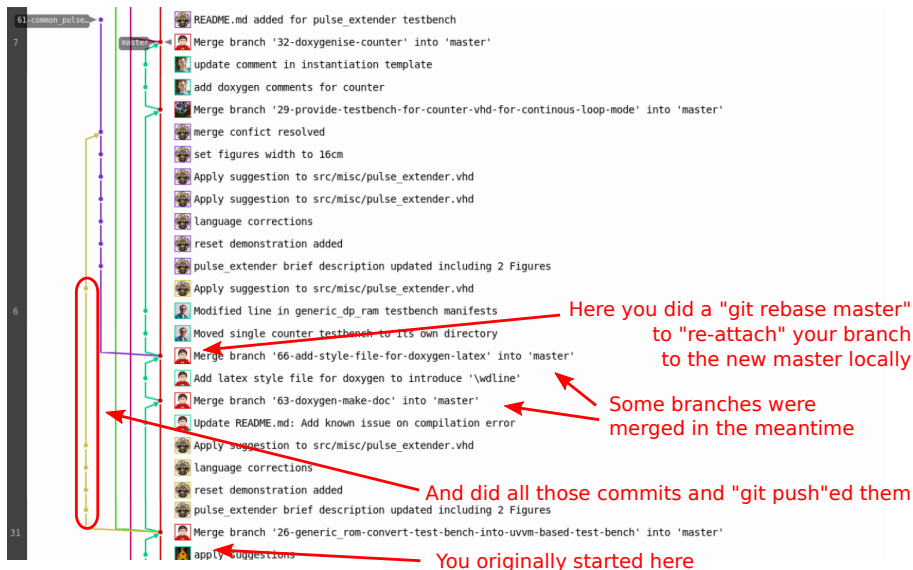 61-common_pulse… README.md added for pulse_extender testbench
7 master Merge branch '32-doxygenise-counter' into 'master'
update comment in instantiation template
add doxygen comments for counter
Merge branch '29-provide-testbench-for-counter-vhd-for-continous-loop-mode' into 'master'
merge confict resolved
set figures width to 16cm
Apply suggestion to src/misc/pulse_extender.vhd
Apply suggestion to src/misc/pulse_extender.vhd
language corrections
reset demonstration added
pulse_extender brief description updated including 2 Figures
Apply suggestion to src/misc/pulse_extender.vhd
6 Modified line in generic_dp_ram testbench manifests
Moved single counter testbench to its own directory
Merge branch '66-add-style-file-for-doxygen-latex' into 'master'
Add latex style file for doxygen to introduce '\wdline'
Merge branch '63-doxygen-make-doc' into 'master'
Update README.md: Add known issue on compilation error
Apply suggestion to src/misc/pulse_extender.vhd
language corrections
reset demonstration added
pulse_extender brief description updated including 2 Figures
31 Merge branch '26-generic_rom-convert-test-bench-into-uvvm-based-test-bench' into 'master'
apply suggestions
Here you did a "git rebase master"
to "re-attach" your branch
to the new master locally
Some branches were
merged in the meantime
And did all those commits and "git push"ed them
You originally started here